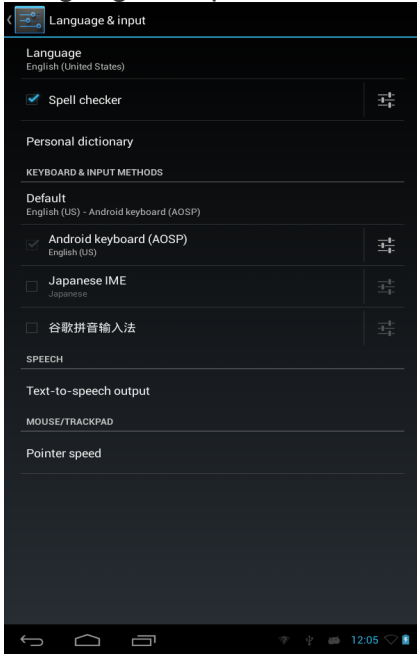 Language & input
Language
English (United States)
Spell checker
Personal dictionary
KEYBOARD & INPUT METHODS
Default
English (US) - Android keyboard (AOSP)
Android keyboard (AOSP)
English (US)
Japanese IME
Japanese
谷歌拼音输入法
SPEECH
Text-to-speech output
MOUSE/TRACKPAD
Pointer speed
12:05